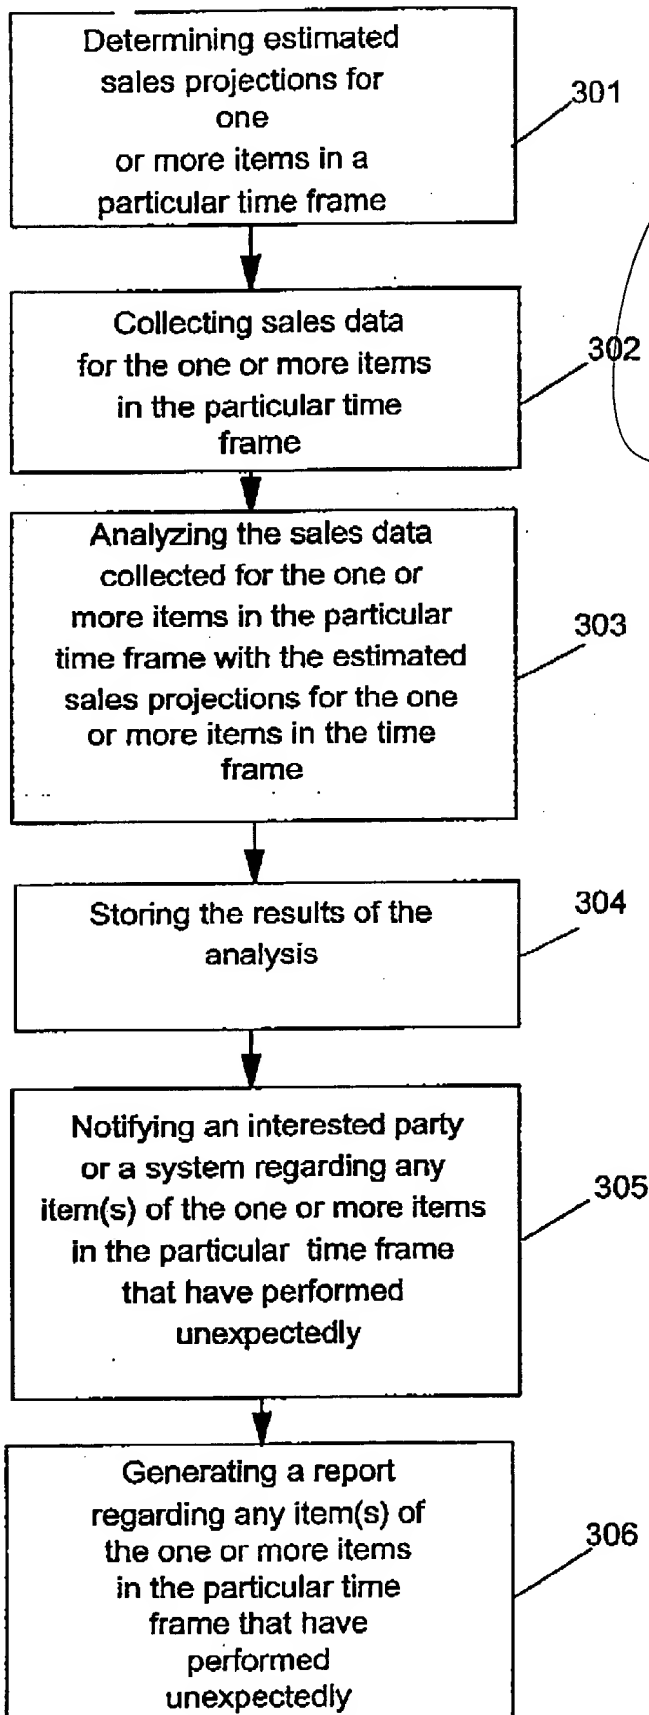 Determining estimated
sales projections for
one
or more items in a
particular time frame
301
Collecting sales data
for the one or more items
in the particular time
frame
302
Analyzing the sales data
collected for the one or
more items in the particular
time frame with the estimated
sales projections for the one
or more items in the time
frame
303
Storing the results of the
analysis
304
Notifying an interested party
or a system regarding any
item(s) of the one or more items
in the particular time frame
that have performed
unexpectedly
305
Generating a report
regarding any item(s) of
the one or more items
in the particular time
frame that have
performed
unexpectedly
306